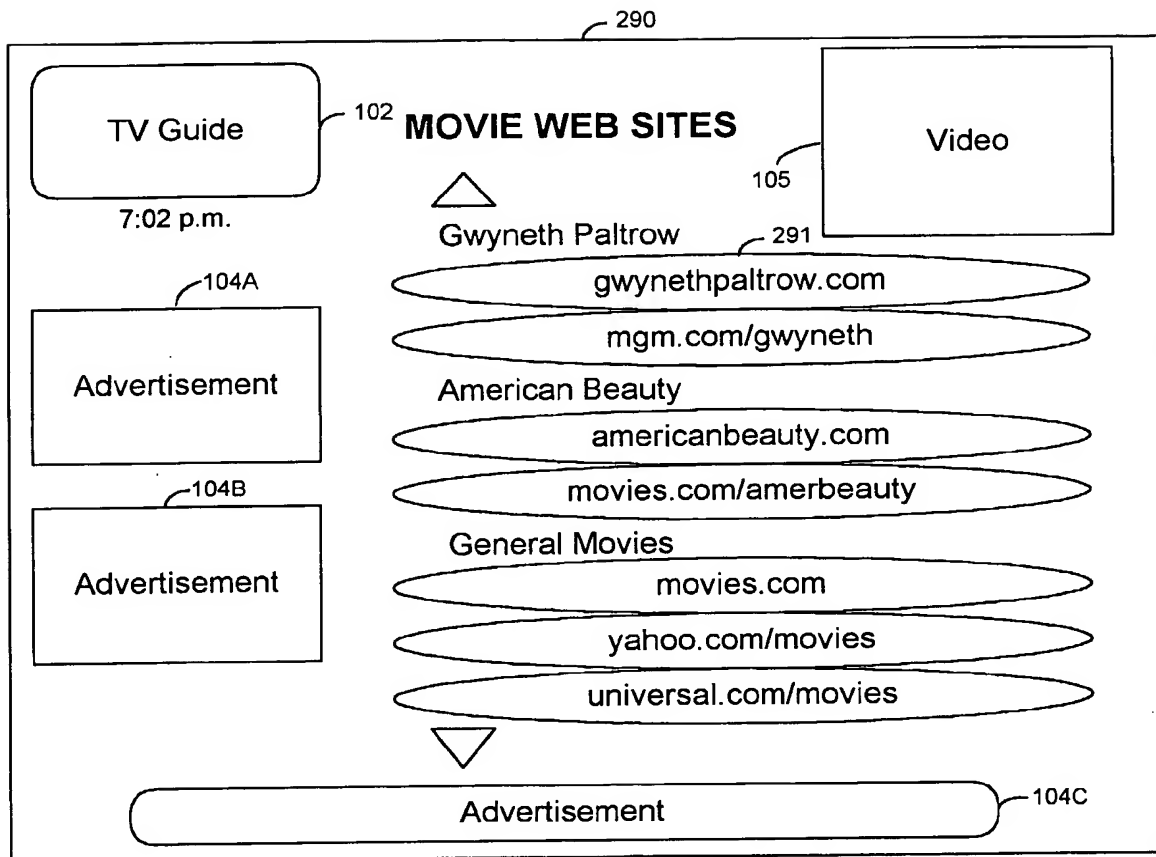 290
TV Guide
102
MOVIE WEB SITES
Video
105
7:02 p.m.
Gwyneth Paltrow
291
gwynethpaltrow.com
104A
mgm.com/gwyneth
Advertisement
American Beauty
americanbeauty.com
104B
movies.com/amerbeauty
Advertisement
General Movies
movies.com
yahoo.com/movies
universal.com/movies
Advertisement
104C